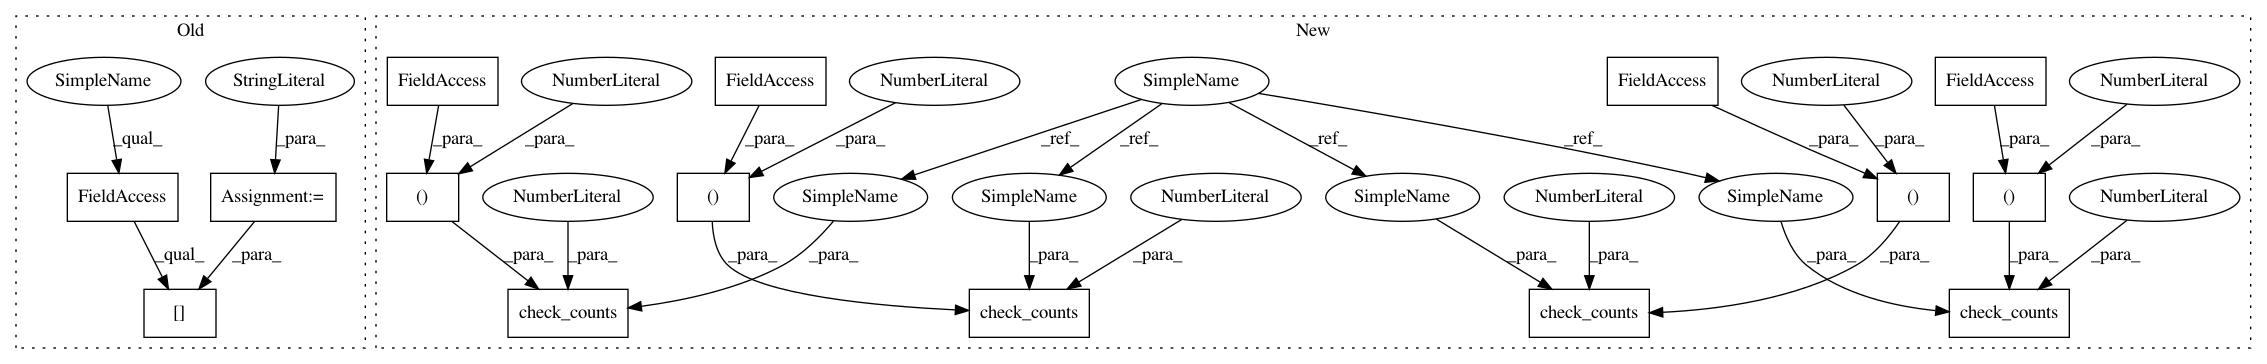 Old
New
SimpleName
StringLiteral
FieldAccess
NumberLiteral
FieldAccess
NumberLiteral
SimpleName
FieldAccess
NumberLiteral
FieldAccess
NumberLiteral
_qual_
_para_
_para_
_para_
_para_
_para_
_ref_
_ref_
_ref_
_ref_
_para_
_para_
_para_
_para_
FieldAccess
Assignment:=
()
NumberLiteral
()
SimpleName
SimpleName
NumberLiteral
SimpleName
NumberLiteral
SimpleName
()
()
NumberLiteral
_qual_
_para_
_para_
_para_
_para_
_para_
_para_
_para_
_para_
_para_
_para_
_para_
_para_
_para_
[]
check_counts
check_counts
check_counts
check_counts